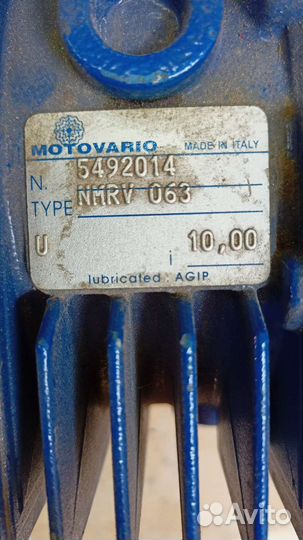 MOTOVARIO MADE IN ITALY
N. 5492014
TYPE NMRV 063
U i 10,00
lubricated : AGIP
Avito